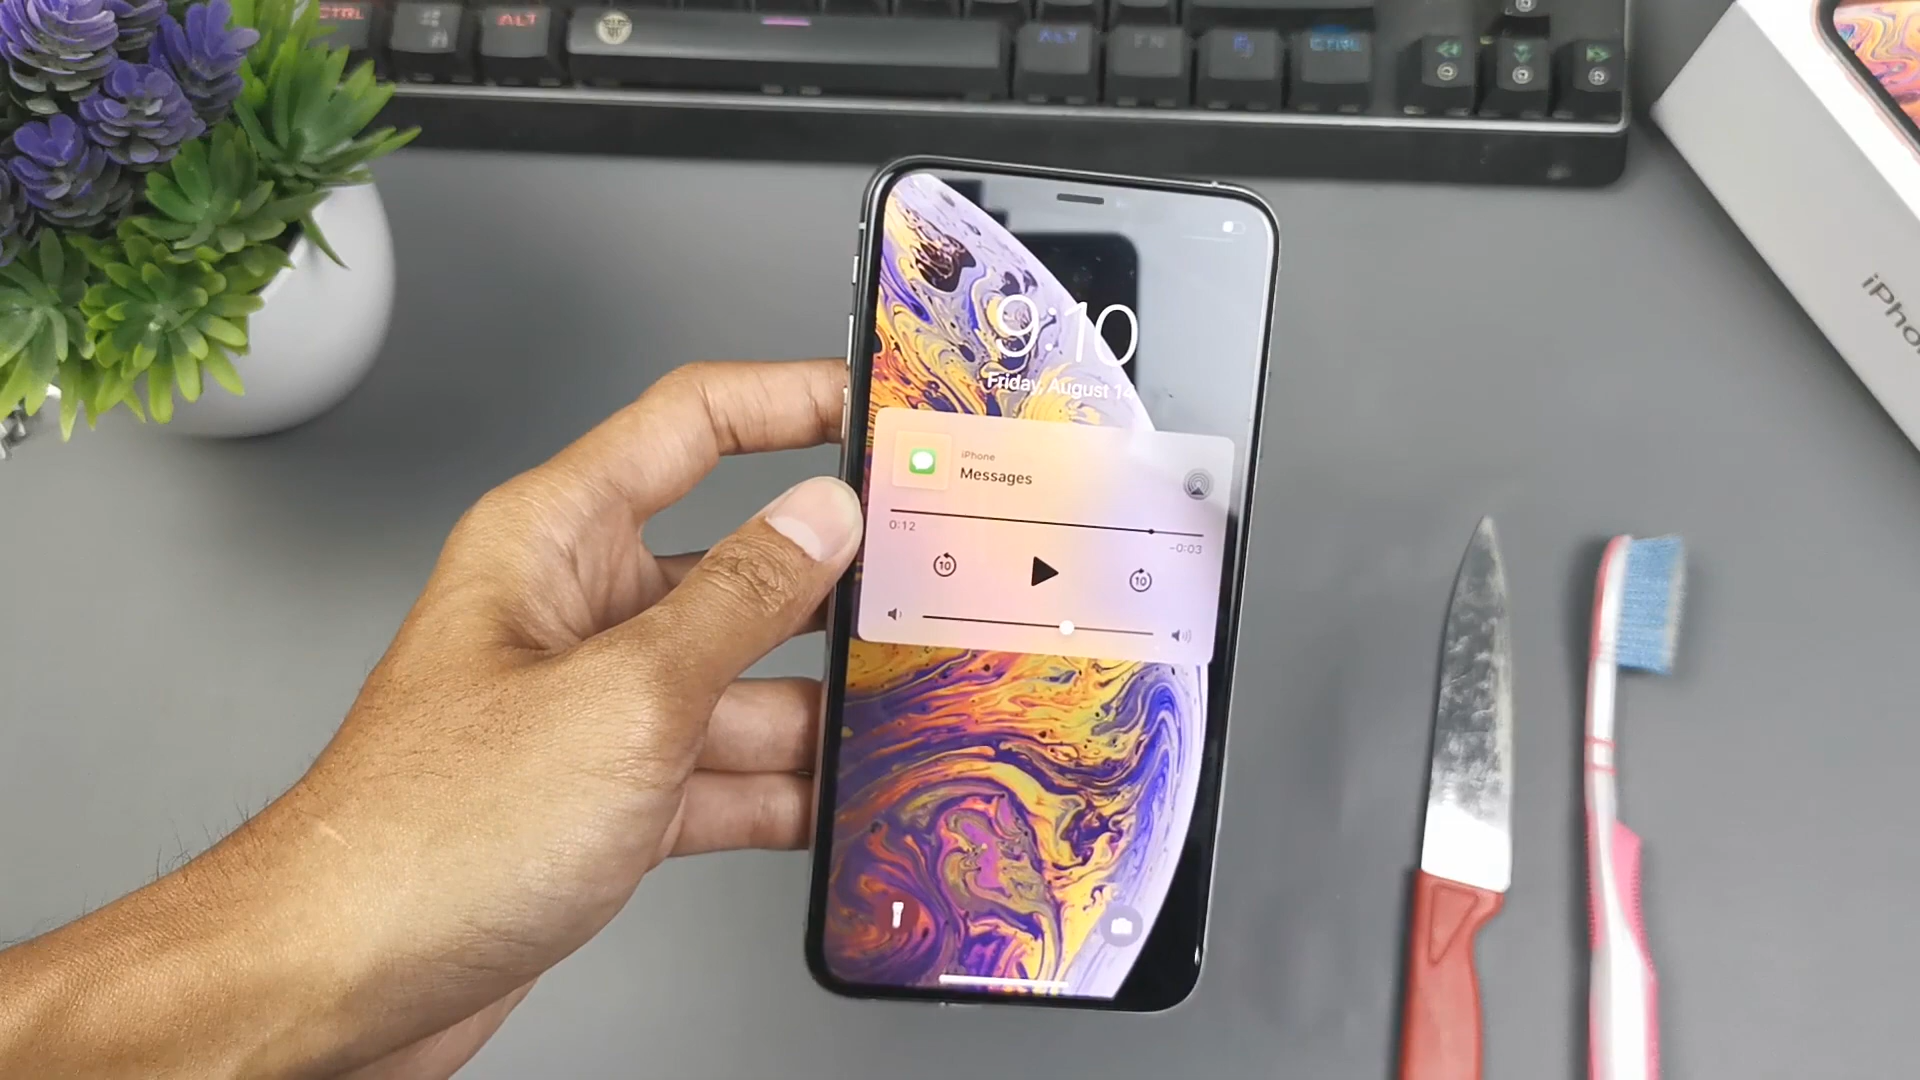 CTRL
ALT
ALT
FN
CTRL
9:10
Friday, August 14
iPhone
Messages
0:12
-0:03
10
10
iPho